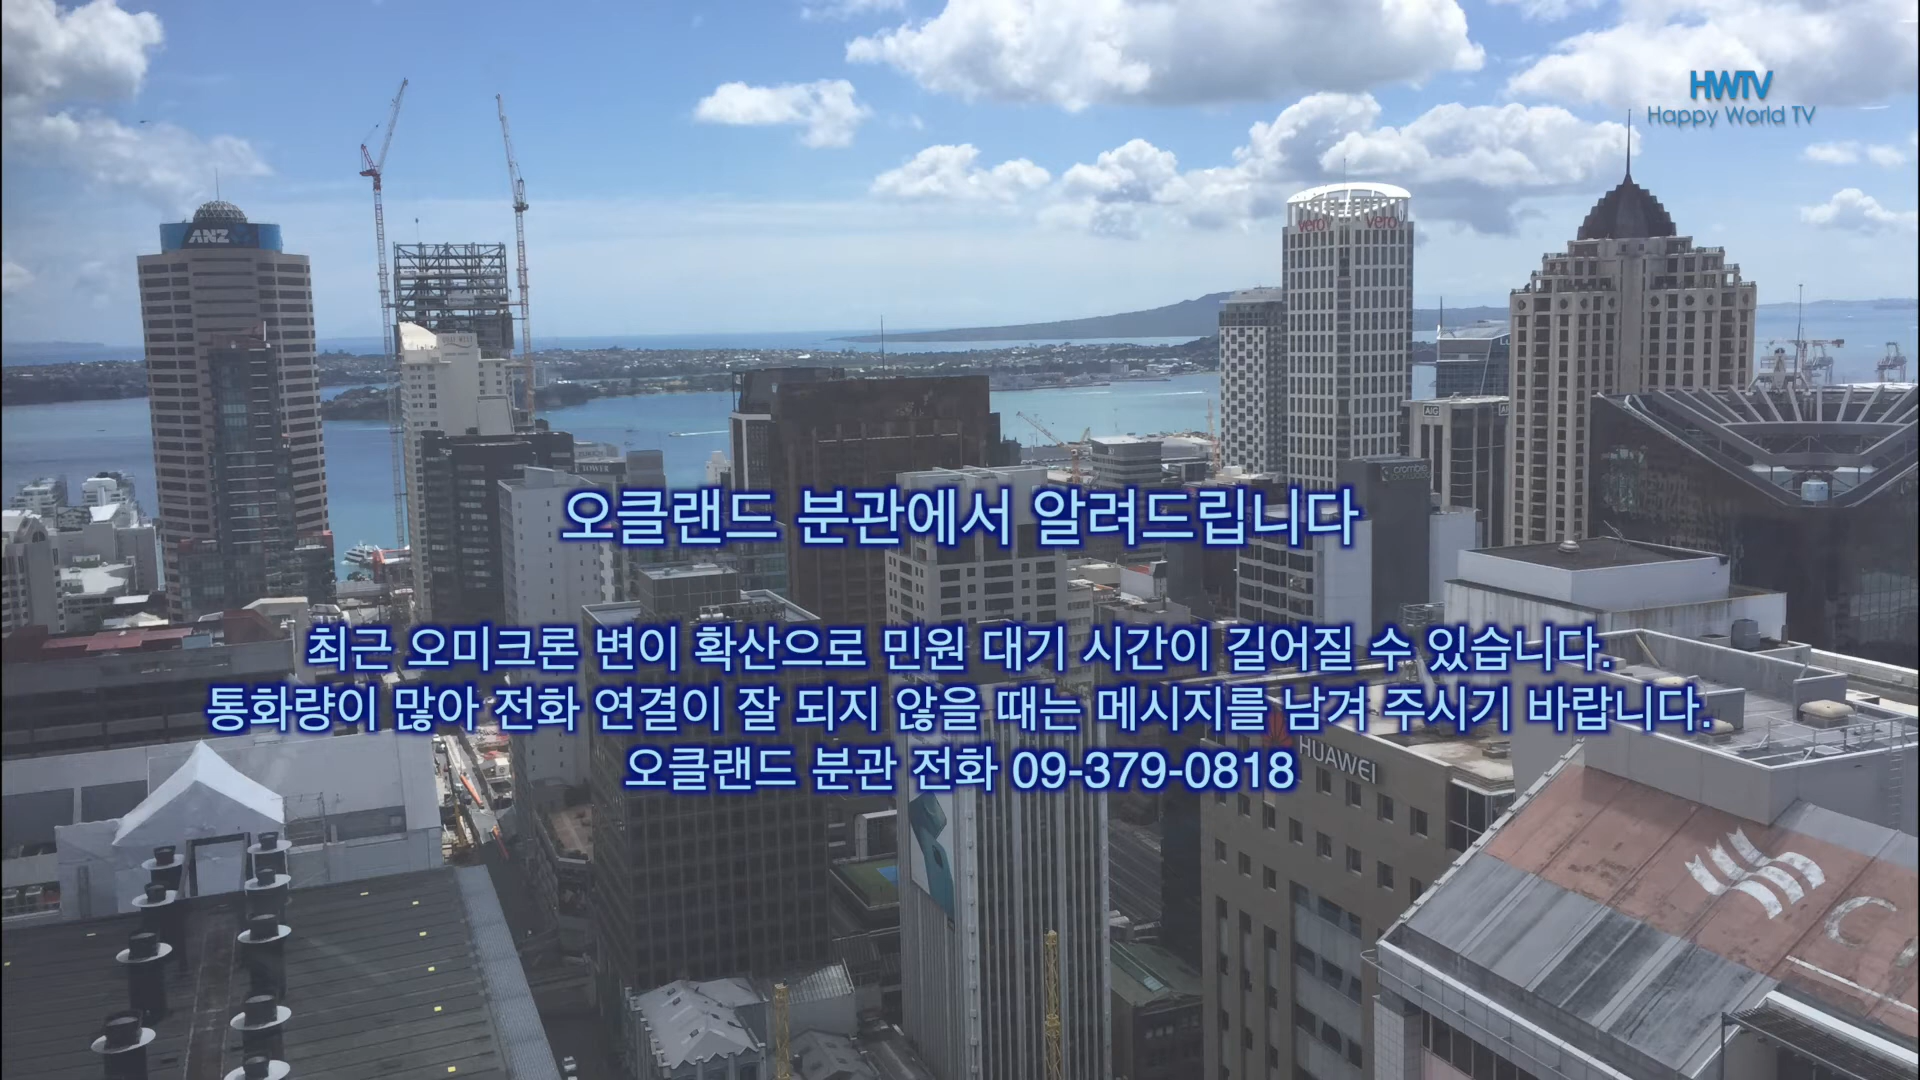 HWTV
Happy World TV
ANZ
vero
vero
AIG
TOWER
crombie
오클랜드 분관에서 알려드립니다
최근 오미크론 변이 확산으로 민원 대기 시간이 길어질 수 있습니다.
통화량이 많아 전화 연결이 잘 되지 않을 때는 메시지를 남겨 주시기 바랍니다.
오클랜드 분관 전화 09-379-0818
HUAWEI